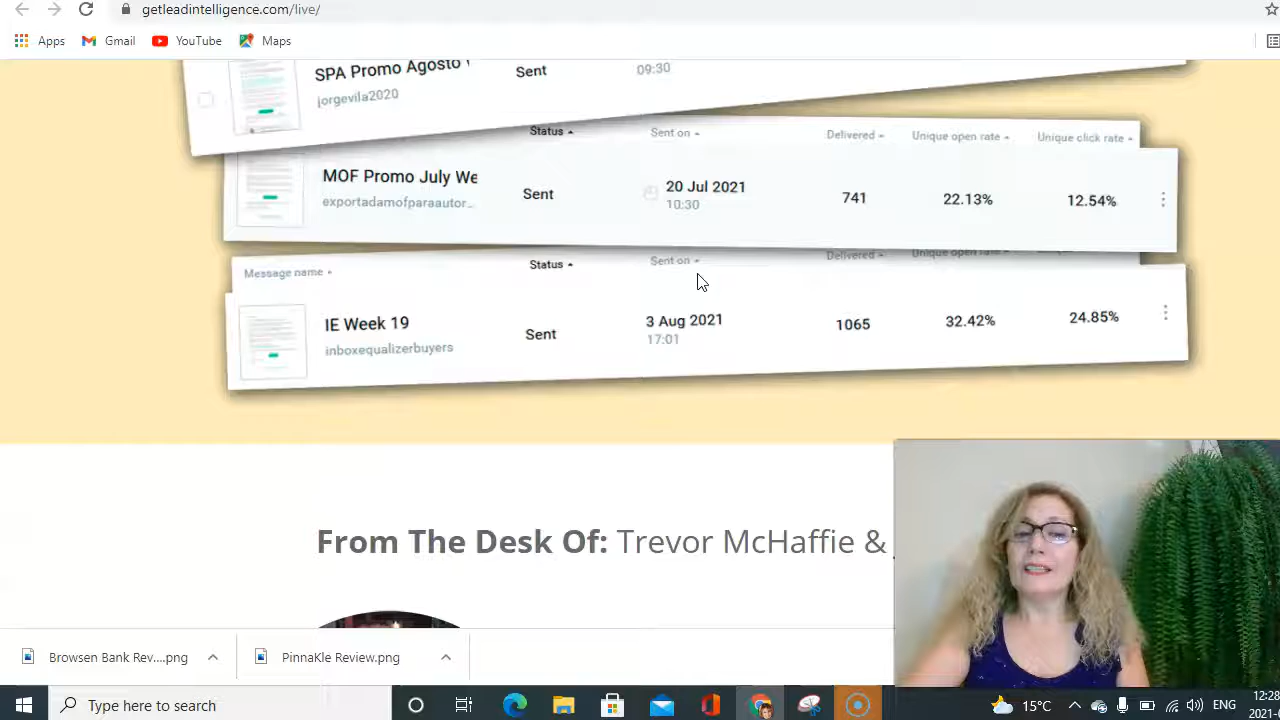 getleadintelligence.com/live/
Apps Gmail YouTube Maps
SPA Promo Agosto
jorgevila2020
Sent
09:30
Status Sent on Delivered Unique open rate Unique click rate
MOF Promo July We
exportadamofparaautor...
Sent
20 Jul 2021
10:30
741
22.13%
12.54%
Message name Status Sent on Delivered Unique open rate
IE Week 19
inboxequalizerbuyers
Sent
3 Aug 2021
17:01
1065
32.42%
24.85%
From The Desk Of: Trevor McHaffie &
Browsen Bank Rev....png PinnaKle Review.png
Type here to search
15°C
ENG
12:28
2021-